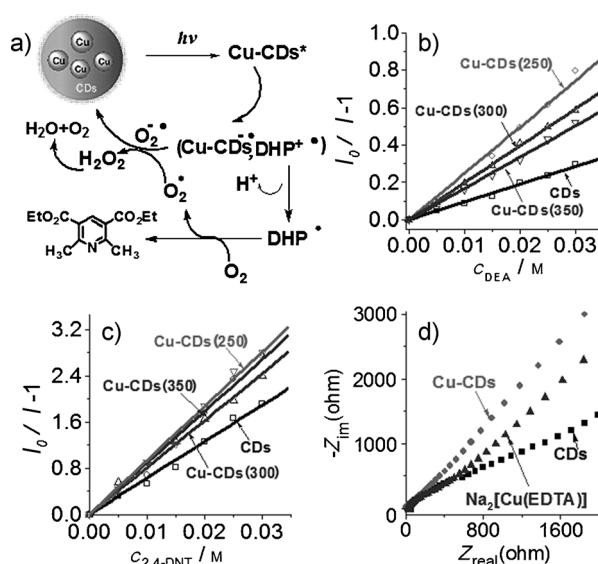 a)
hν
Cu–CDs*
Cu
Cu
Cu
Cu
CDs
H₂O+O₂
O₂⁻•
H₂O₂
(Cu–CDs⁻•,DHP⁺•)
H⁺
O₂•
EtO₂C
CO₂Et
H₃C
N
CH₃
DHP•
O₂
b)
1.0
0.8
0.6
0.4
0.2
0.0
I₀ / I -1
Cu–CDs(250)
Cu–CDs(300)
CDs
Cu–CDs(350)
0.00
0.01
0.02
0.03
c_DEA / M
c)
3.2
2.4
1.6
0.8
0.0
I₀ / I -1
Cu–CDs(250)
Cu–CDs(350)
CDs
Cu–CDs(300)
0.00
0.01
0.02
0.03
c_2,4-DNT / M
d)
3000
2000
1000
0
-Z_im(ohm)
Cu–CDs
CDs
Na₂[Cu(EDTA)]
0
800
1600
Z_real(ohm)